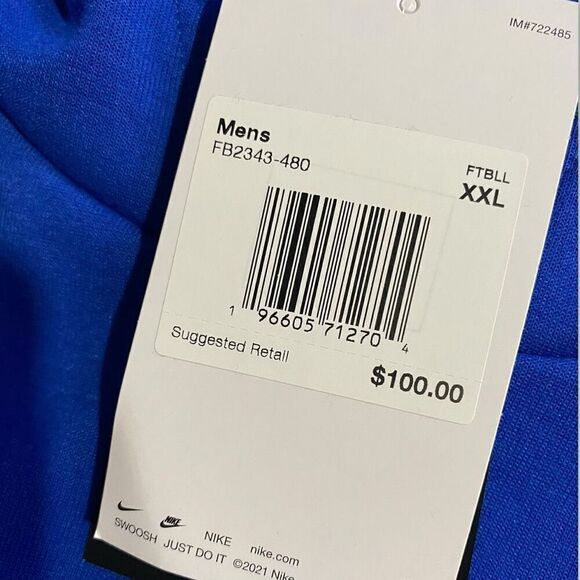 IM#722485
Mens
FB2343-480
FTBLL
XXL
1 96605 71270 4
Suggested Retail
$100.00
NIKE NIKE nike.com
SWOOSH JUST DO IT ©2021 Nike